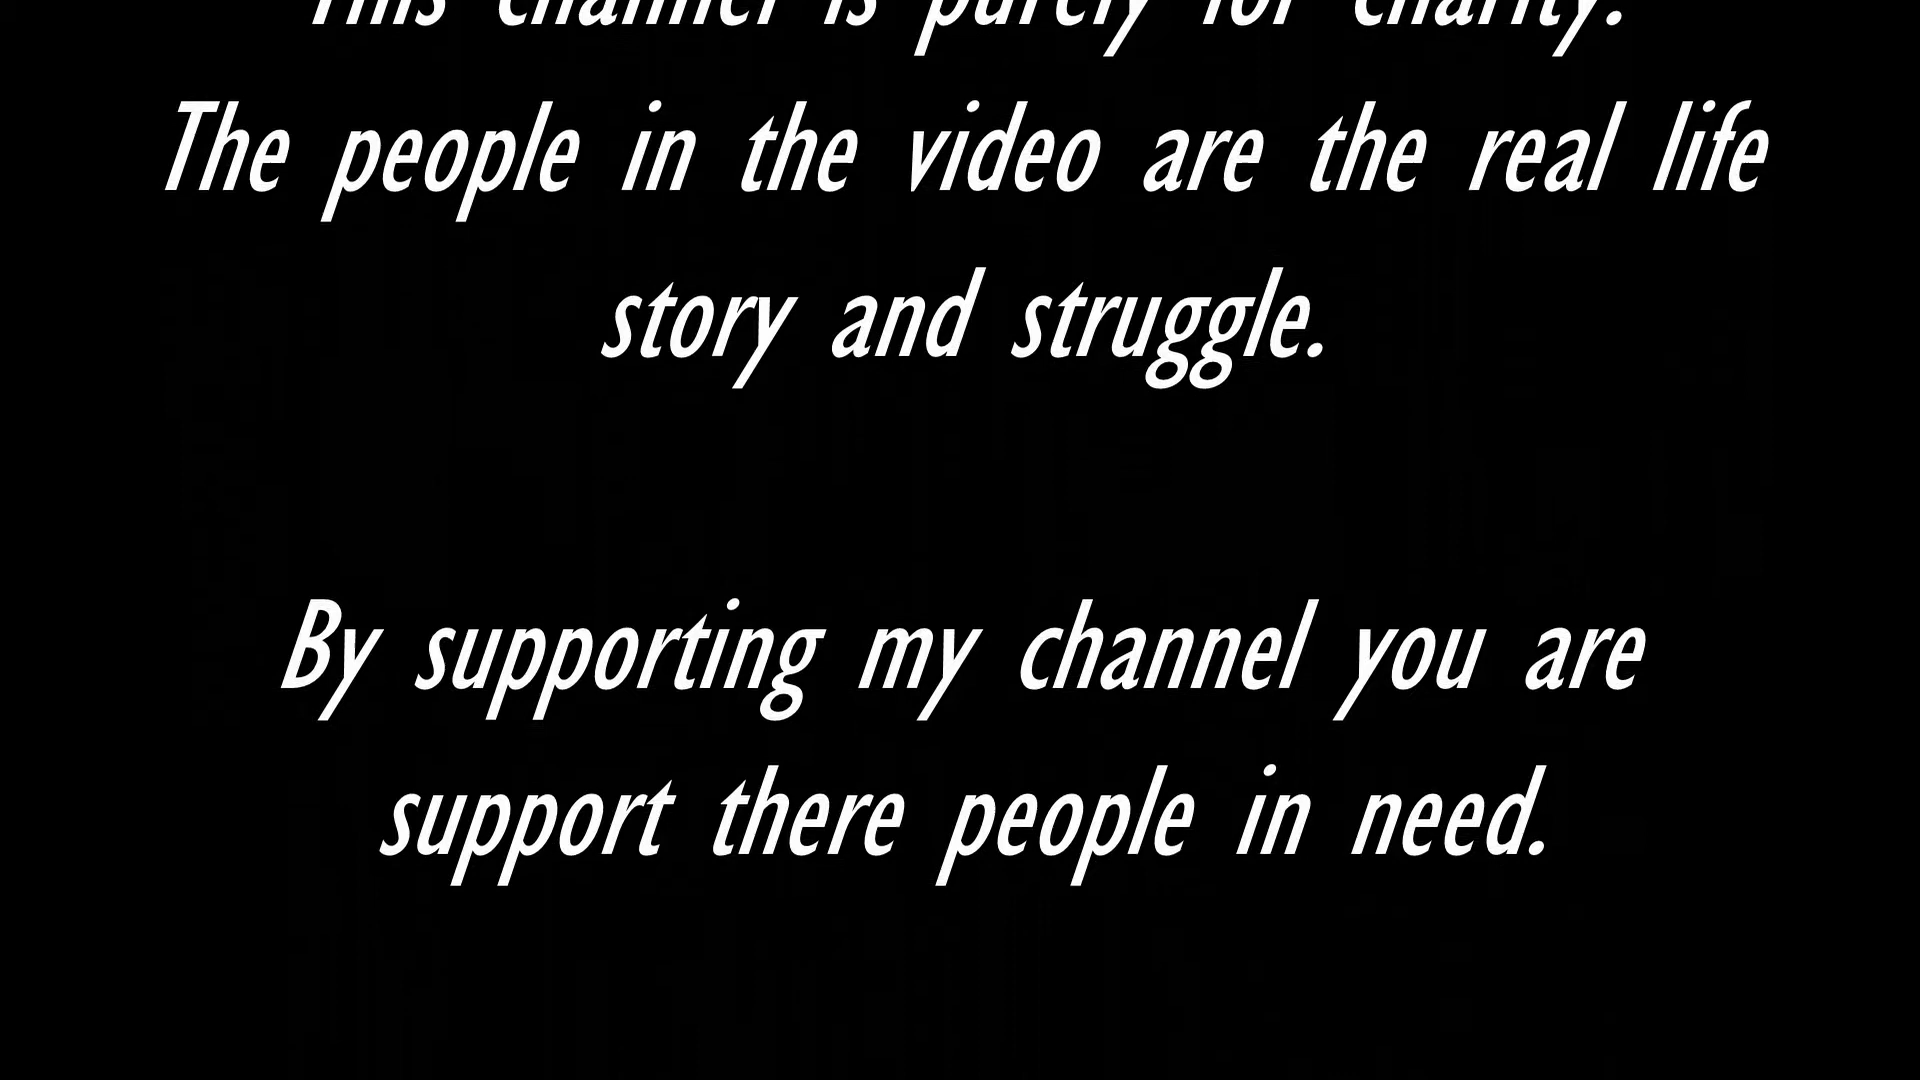 This channel is purely for charity.
The people in the video are the real life
story and struggle.
By supporting my channel you are
support there people in need.